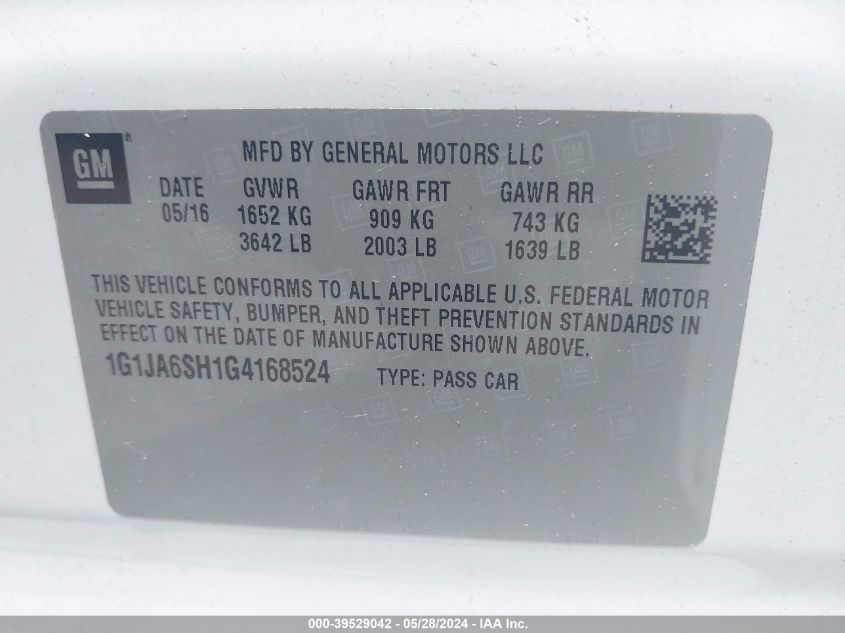 GM ®
MFD BY GENERAL MOTORS LLC
DATE GVWR GAWR FRT GAWR RR
05/16 1652 KG 909 KG 743 KG
3642 LB 2003 LB 1639 LB
THIS VEHICLE CONFORMS TO ALL APPLICABLE U.S. FEDERAL MOTOR
VEHICLE SAFETY, BUMPER, AND THEFT PREVENTION STANDARDS IN
EFFECT ON THE DATE OF MANUFACTURE SHOWN ABOVE.
1G1JA6SH1G4168524 TYPE: PASS CAR
000-39529042 - 05/28/2024 - IAA Inc.